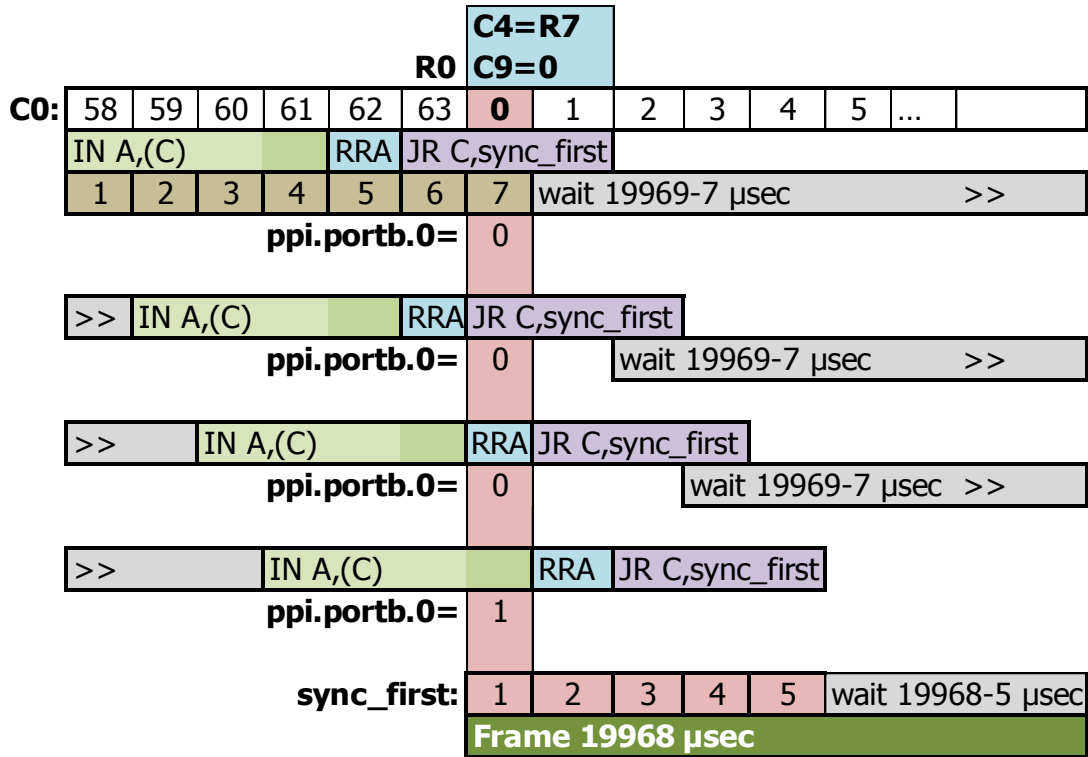 C4=R7
R0 C9=0
C0: 58 59 60 61 62 63 0 1 2 3 4 5 ...
IN A,(C) RRA JR C,sync_first
1 2 3 4 5 6 7 wait 19969-7 µsec >>
ppi.portb.0= 0
>> IN A,(C) RRA JR C,sync_first
ppi.portb.0= 0 wait 19969-7 µsec >>
>> IN A,(C) RRA JR C,sync_first
ppi.portb.0= 0 wait 19969-7 µsec >>
>> IN A,(C) RRA JR C,sync_first
ppi.portb.0= 1
sync_first: 1 2 3 4 5 wait 19968-5 µsec
Frame 19968 µsec